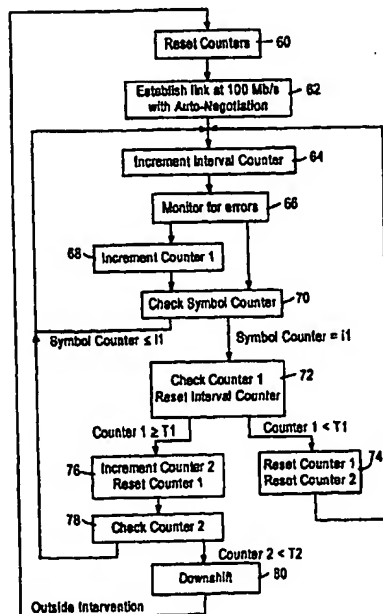 Reset Counters
60
Establish link at 100 Mb/s
with Auto-Negotiation
62
Increment Interval Counter
64
Monitor for errors
66
68
Increment Counter 1
Check Symbol Counter
70
Symbol Counter ≤ I1
Symbol Counter = I1
Check Counter 1
Reset Interval Counter
72
Counter 1 ≥ T1
Counter 1 < T1
76
Increment Counter 2
Reset Counter 1
Reset Counter 1
Reset Counter 2
74
78
Check Counter 2
Counter 2 < T2
Downshift
80
Outside Intervention